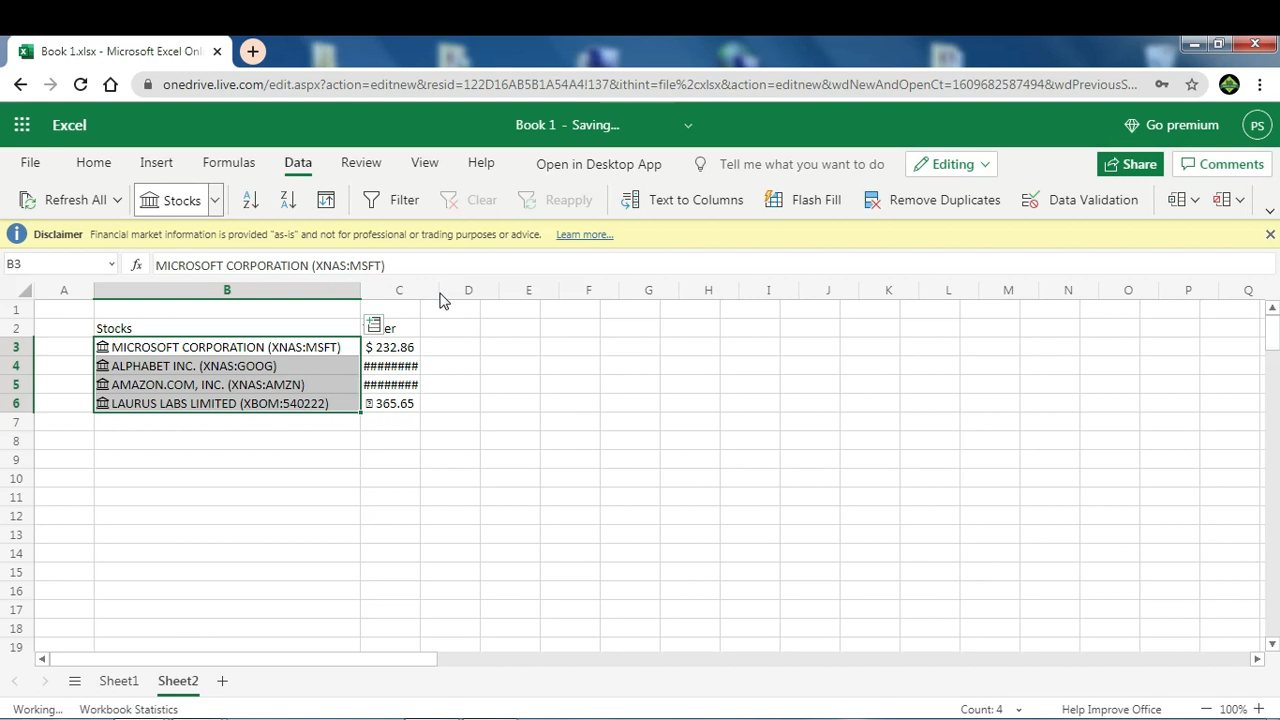 Book 1.xlsx - Microsoft Excel Onl
onedrive.live.com/edit.aspx?action=editnew&resid=122D16AB5B1A54A4!137&ithint=file%2cxlsx&action=editnew&wdNewAndOpenCt=1609682587494&wdPreviousS...
Excel
Book 1 - Saving...
Go premium
PS
File Home Insert Formulas Data Review View Help Open in Desktop App Tell me what you want to do Editing Share Comments
Refresh All Stocks Filter Clear Reapply Text to Columns Flash Fill Remove Duplicates Data Validation
Disclaimer Financial market information is provided "as-is" and not for professional or trading purposes or advice. Learn more...
B3 fx MICROSOFT CORPORATION (XNAS:MSFT)
A B C D E F G H I J K L M N O P Q
1
2 Stocks
3 MICROSOFT CORPORATION (XNAS:MSFT) $ 232.86
4 ALPHABET INC. (XNAS:GOOG) ########
5 AMAZON.COM, INC. (XNAS:AMZN) ########
6 LAURUS LABS LIMITED (XBOM:540222) 365.65
7
8
9
10
11
12
13
14
15
16
17
18
19
Sheet1 Sheet2
Working... Workbook Statistics Count: 4 Help Improve Office 100%